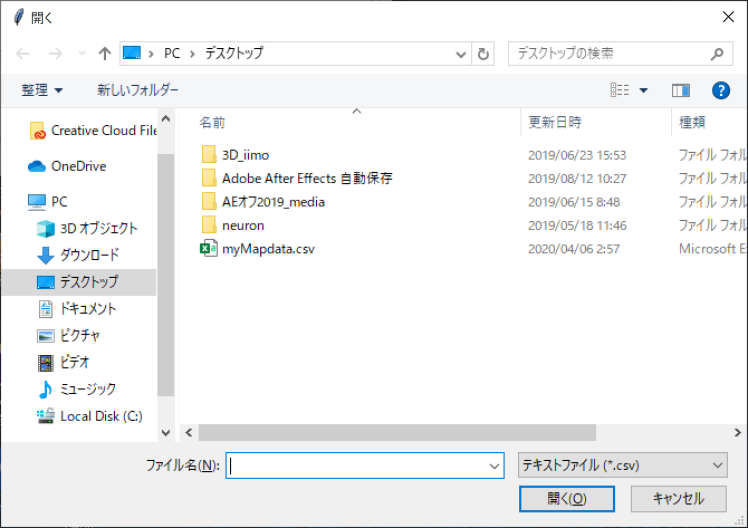 開く
PC › デスクトップ
デスクトップの検索
整理 新しいフォルダー
名前 更新日時 種類
Creative Cloud File
OneDrive
PC
3D オブジェクト
ダウンロード
デスクトップ
ドキュメント
ピクチャ
ビデオ
ミュージック
Local Disk (C:)
3D_iimo 2019/06/23 15:53 ファイル フォル
Adobe After Effects 自動保存 2019/08/12 10:27 ファイル フォル
AEオフ2019_media 2019/06/15 8:48 ファイル フォル
neuron 2019/05/18 11:46 ファイル フォル
myMapdata.csv 2020/04/06 2:57 Microsoft E
ファイル名(N):
テキストファイル (*.csv)
開く(O) キャンセル